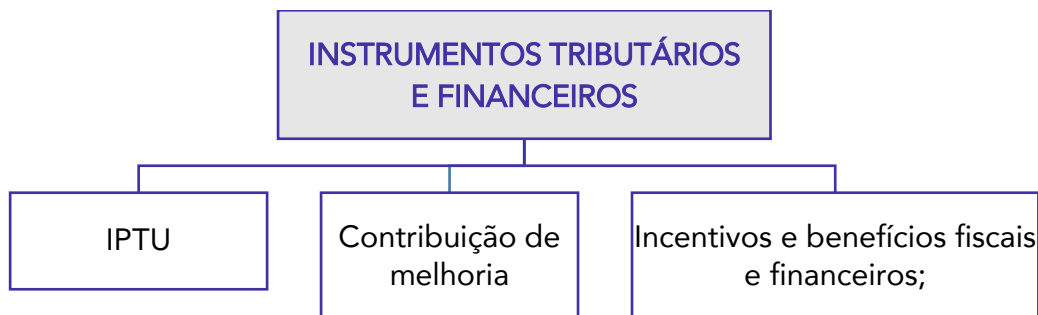 INSTRUMENTOS TRIBUTÁRIOS
E FINANCEIROS
IPTU
Contribuição de
melhoria
Incentivos e benefícios fiscais
e financeiros;